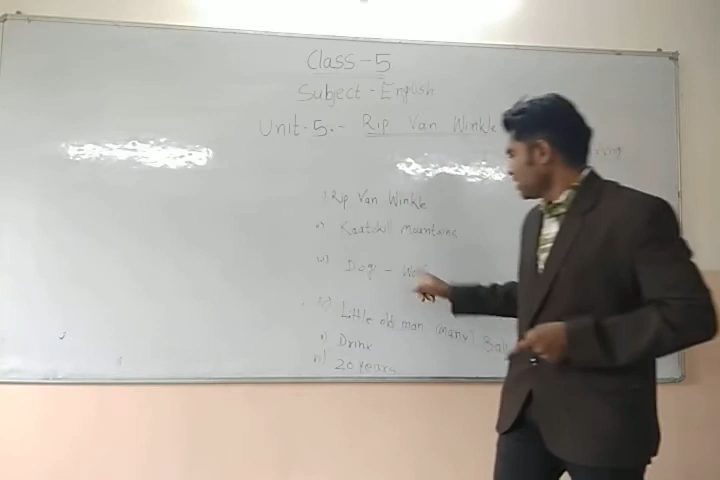 Class - 5
Subject - English
Unit-5.- Rip Van Winkle
i) Rip Van Winkle
ii) Kaatskill Mountains
iii) Dog - Wolf
iv) Little old man (Many)
v) Drink
vi) 20 years